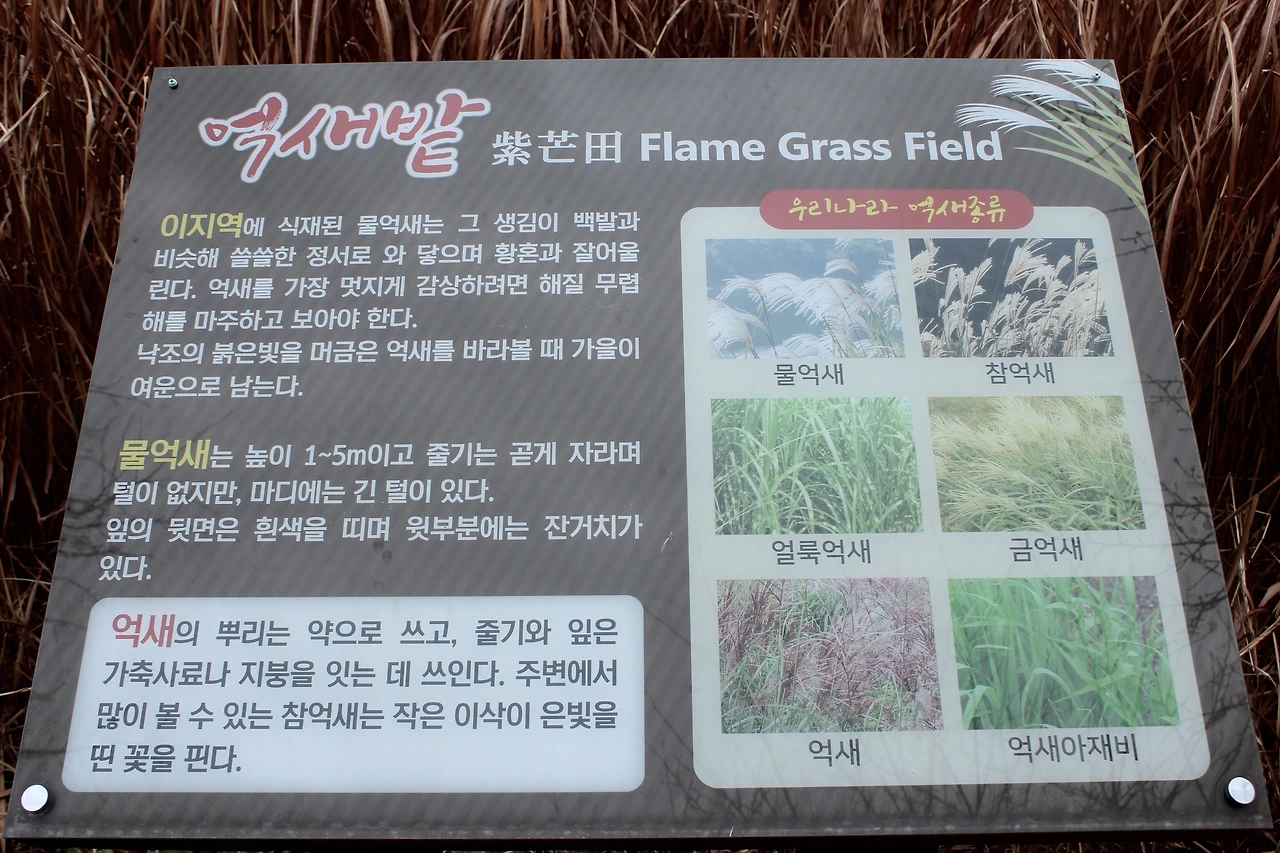 억새밭 紫芒田 Flame Grass Field
이지역에 식재된 물억새는 그 생김이 백발과
비슷해 쓸쓸한 정서로 와 닿으며 황혼과 잘어울
린다. 억새를 가장 멋지게 감상하려면 해질 무렵
해를 마주하고 보아야 한다.
낙조의 붉은빛을 머금은 억새를 바라볼 때 가을이
여운으로 남는다.
물억새는 높이 1~5m이고 줄기는 곧게 자라며
털이 없지만, 마디에는 긴 털이 있다.
잎의 뒷면은 흰색을 띠며 윗부분에는 잔거치가
있다.
억새의 뿌리는 약으로 쓰고, 줄기와 잎은
가축사료나 지붕을 잇는 데 쓰인다. 주변에서
많이 볼 수 있는 참억새는 작은 이삭이 은빛을
띤 꽃을 핀다.
우리나라 억새종류
물억새
참억새
얼룩억새
금억새
억새
억새아재비